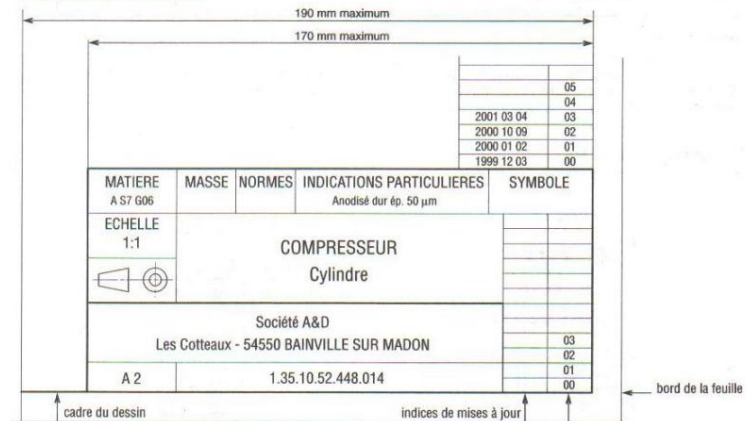 190 mm maximum
170 mm maximum
05
04
2001 03 04 03
2000 10 09 02
2000 01 02 01
1999 12 03 00
MATIERE MASSE NORMES INDICATIONS PARTICULIERES SYMBOLE
A S7 G06 Anodisé dur ép. 50 µm
ECHELLE
1:1
COMPRESSEUR
Cylindre
Société A&D
Les Cotteaux - 54550 BAINVILLE SUR MADON
03
02
A 2 1.35.10.52.448.014 01
00
bord de la feuille
cadre du dessin
indices de mises à jour